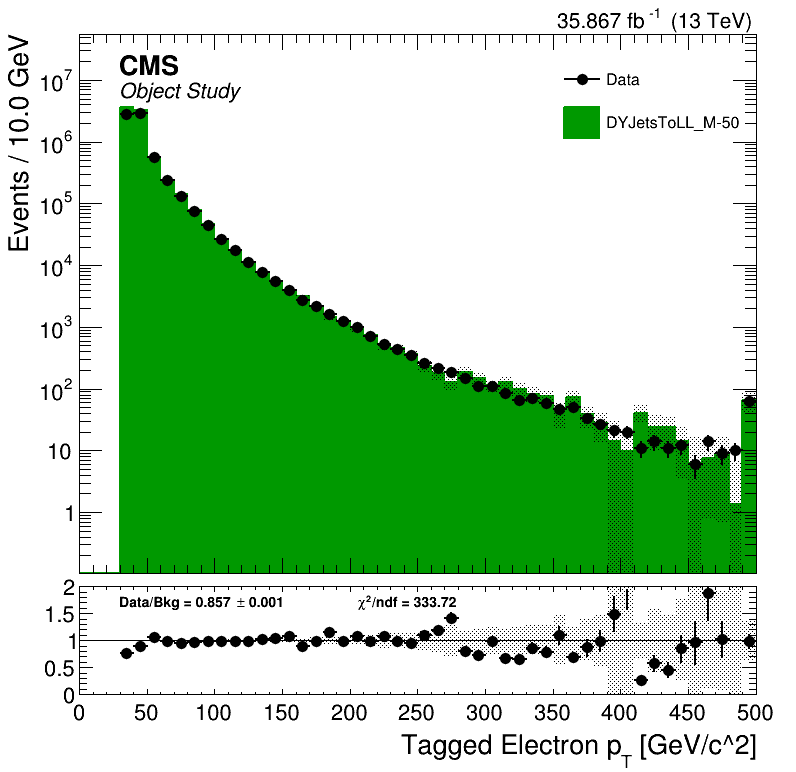 35.867 fb⁻¹ (13 TeV)
CMS
Object Study
Data
DYJetsToLL_M-50
Events / 10.0 GeV
10⁷
10⁶
10⁵
10⁴
10³
10²
10
1
Data/Bkg = 0.857 ± 0.001 χ²/ndf = 333.72
2
1.5
1
0.5
0
0 50 100 150 200 250 300 350 400 450 500
Tagged Electron p_T [GeV/c^2]